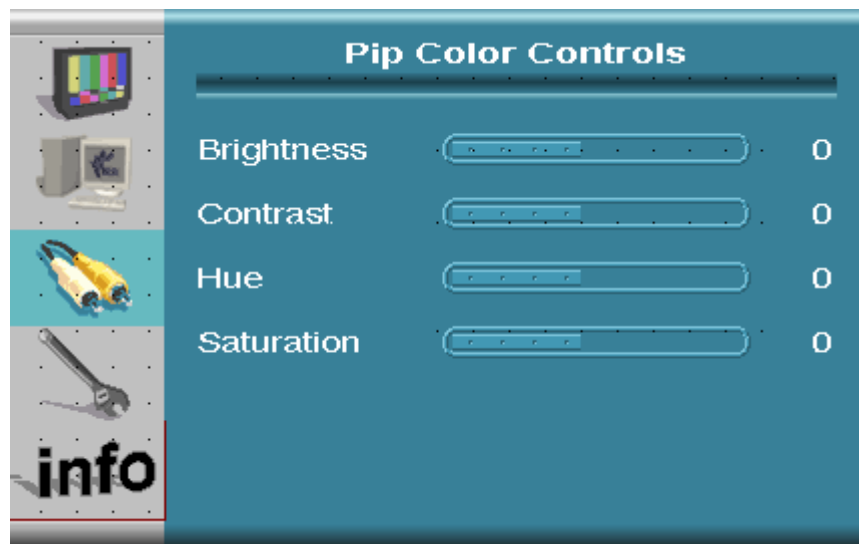 Pip Color Controls
Brightness 0
Contrast 0
Hue 0
Saturation 0
info